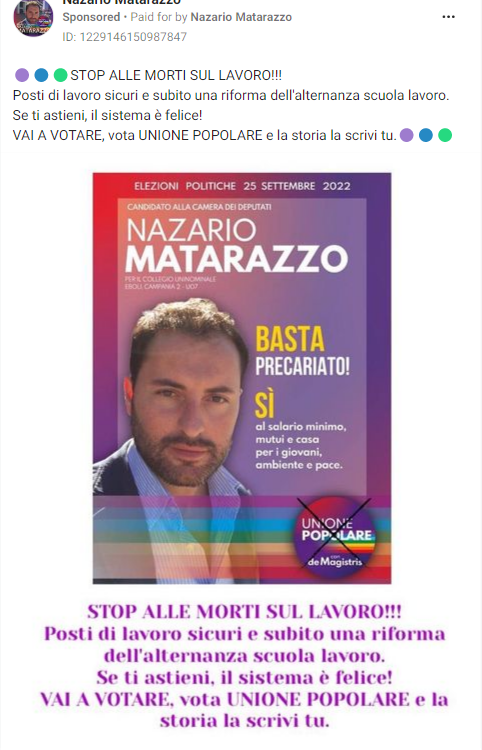 Nazario Matarazzo
Sponsored • Paid for by Nazario Matarazzo
ID: 1229146150987847
STOP ALLE MORTI SUL LAVORO!!!
Posti di lavoro sicuri e subito una riforma dell'alternanza scuola lavoro.
Se ti astieni, il sistema è felice!
VAI A VOTARE, vota UNIONE POPOLARE e la storia la scrivi tu.
ELEZIONI POLITICHE 25 SETTEMBRE 2022
CANDIDATO ALLA CAMERA DEI DEPUTATI
NAZARIO
MATARAZZO
PER IL COLLEGIO UNINOMINALE
EBOLI, CAMPANIA 2 - U07
BASTA
PRECARIATO!
SÌ
al salario minimo,
mutui e casa
per i giovani,
ambiente e pace.
UNIONE
POPOLARE
con
de Magistris
STOP ALLE MORTI SUL LAVORO!!!
Posti di lavoro sicuri e subito una riforma
dell'alternanza scuola lavoro.
Se ti astieni, il sistema è felice!
VAI A VOTARE, vota UNIONE POPOLARE e la
storia la scrivi tu.